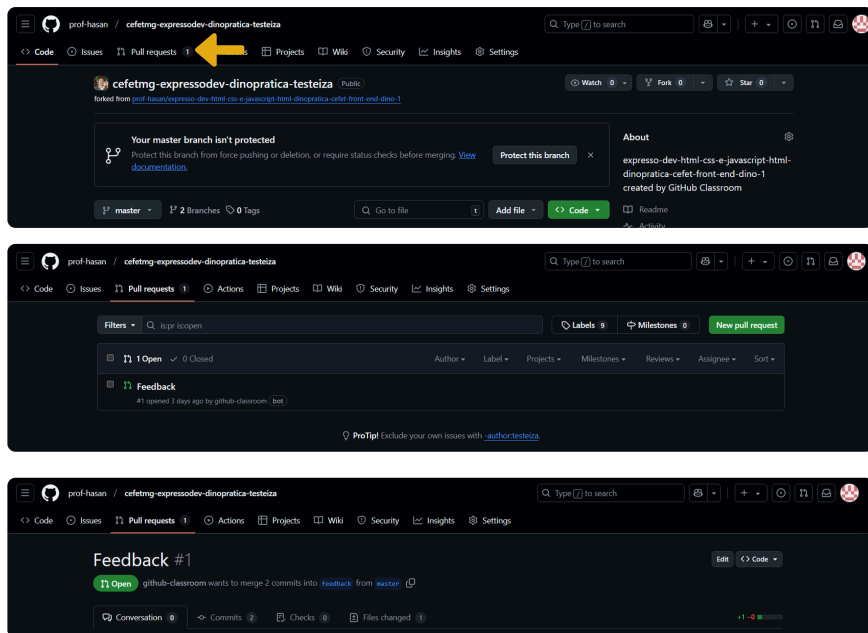 prof-hasan / cefetmg-expressodev-dinopratica-testeiza
Type / to search
Code Issues Pull requests 1 Projects Wiki Security Insights Settings
cefetmg-expressodev-dinopratica-testeiza Public
Watch 0 Fork 0 Star 0
forked from prof-hasan/expresso-dev-html-css-e-javascript-html-dinopratica-cefet-front-end-dino-1
Your master branch isn't protected
Protect this branch from force pushing or deletion, or require status checks before merging. View
documentation.
Protect this branch
About
expresso-dev-html-css-e-javascript-html-
dinopratica-cefet-front-end-dino-1
created by GitHub Classroom
master 2 Branches 0 Tags
Go to file t Add file Code
Readme
Activity
prof-hasan / cefetmg-expressodev-dinopratica-testeiza
Type / to search
Code Issues Pull requests 1 Actions Projects Wiki Security Insights Settings
Filters is:pr is:open
Labels 9 Milestones 0 New pull request
1 Open 0 Closed
Author Label Projects Milestones Reviews Assignee Sort
Feedback
#1 opened 3 days ago by github-classroom bot
ProTip! Exclude your own issues with -author:testeiza.
prof-hasan / cefetmg-expressodev-dinopratica-testeiza
Type / to search
Code Issues Pull requests 1 Actions Projects Wiki Security Insights Settings
Feedback #1
Edit Code
Open github-classroom wants to merge 2 commits into feedback from master
Conversation 0 Commits 2 Checks 0 Files changed 1
+1 −0